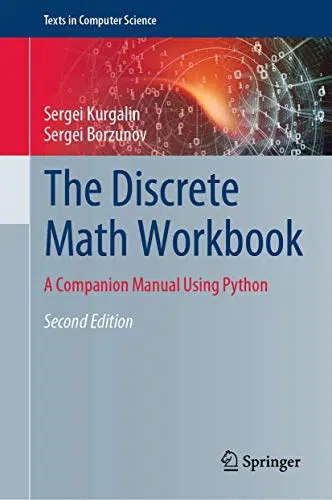 Texts in Computer Science
Sergei Kurgalin
Sergei Borzunov
The Discrete
Math Workbook
A Companion Manual Using Python
Second Edition
Springer